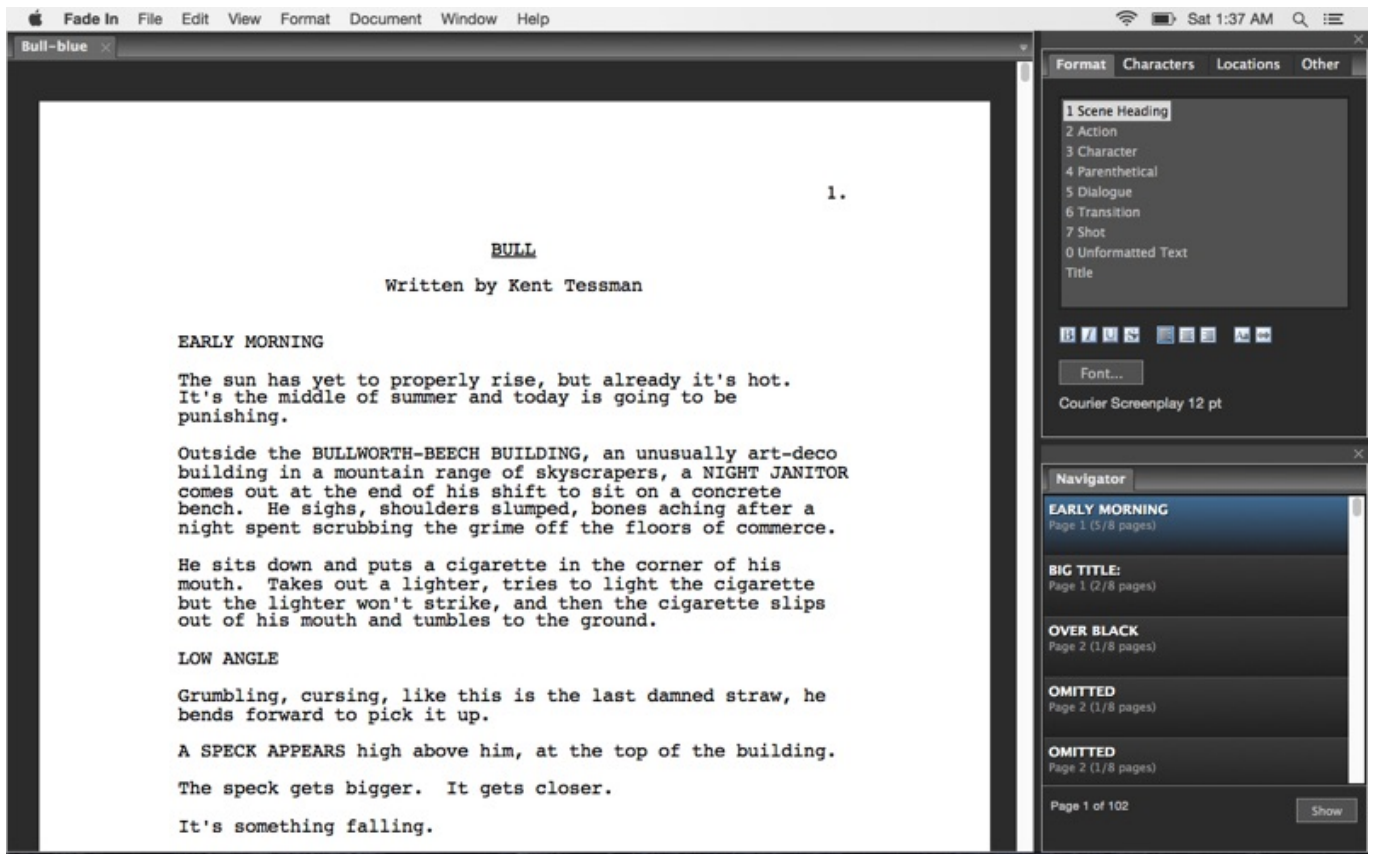 Fade In File Edit View Format Document Window Help Sat 1:37 AM
Bull-blue
1.
BULL
Written by Kent Tessman
EARLY MORNING
The sun has yet to properly rise, but already it's hot.
It's the middle of summer and today is going to be
punishing.
Outside the BULLWORTH-BEECH BUILDING, an unusually art-deco
building in a mountain range of skyscrapers, a NIGHT JANITOR
comes out at the end of his shift to sit on a concrete
bench.  He sighs, shoulders slumped, bones aching after a
night spent scrubbing the grime off the floors of commerce.
He sits down and puts a cigarette in the corner of his
mouth.  Takes out a lighter, tries to light the cigarette
but the lighter won't strike, and then the cigarette slips
out of his mouth and tumbles to the ground.
LOW ANGLE
Grumbling, cursing, like this is the last damned straw, he
bends forward to pick it up.
A SPECK APPEARS high above him, at the top of the building.
The speck gets bigger.  It gets closer.
It's something falling.
Format Characters Locations Other
1 Scene Heading
2 Action
3 Character
4 Parenthetical
5 Dialogue
6 Transition
7 Shot
0 Unformatted Text
Title
B I U S Aa
Font...
Courier Screenplay 12 pt
Navigator
EARLY MORNING
Page 1 (5/8 pages)
BIG TITLE:
Page 1 (2/8 pages)
OVER BLACK
Page 2 (1/8 pages)
OMITTED
Page 2 (1/8 pages)
OMITTED
Page 2 (1/8 pages)
Page 1 of 102
Show